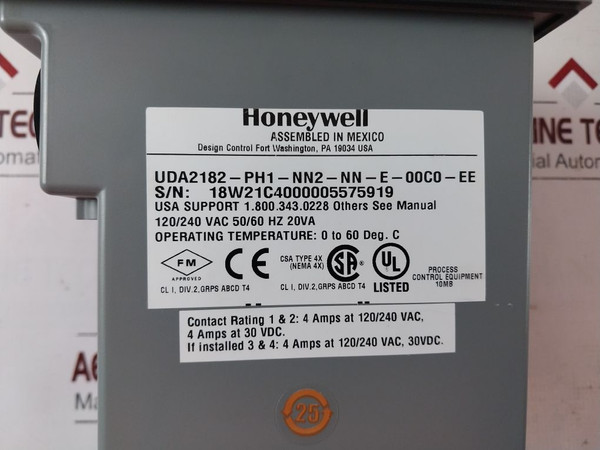 Honeywell
ASSEMBLED IN MEXICO
Design Control Fort Washington, PA 19034 USA
UDA2182-PH1-NN2-NN-E-00C0-EE
S/N: 18W21C4000005575919
USA SUPPORT 1.800.343.0228 Others See Manual
120/240 VAC 50/60 HZ 20VA
OPERATING TEMPERATURE: 0 to 60 Deg. C
FM
APPROVED
CL I, DIV.2, GRPS ABCD T4
CE
CSA TYPE 4X
(NEMA 4X)
SA
CL I, DIV.2, GRPS ABCD T4
UL
LISTED
PROCESS
CONTROL EQUIPMENT
10MB
Contact Rating 1 & 2: 4 Amps at 120/240 VAC,
4 Amps at 30 VDC.
If installed 3 & 4: 4 Amps at 120/240 VAC, 30VDC.
25